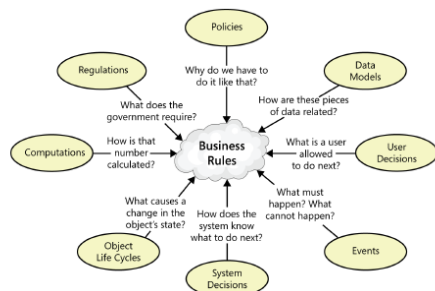 Policies
Regulations
Data
Models
Why do we have to
do it like that?
What does the
government require?
How are these pieces
of data related?
Computations
How is that
number
calculated?
Business
Rules
What is a user
allowed
to do next?
User
Decisions
What causes a
change in the
object's state?
How does the
system know
what to do next?
What must
happen? What
cannot happen?
Object
Life Cycles
System
Decisions
Events